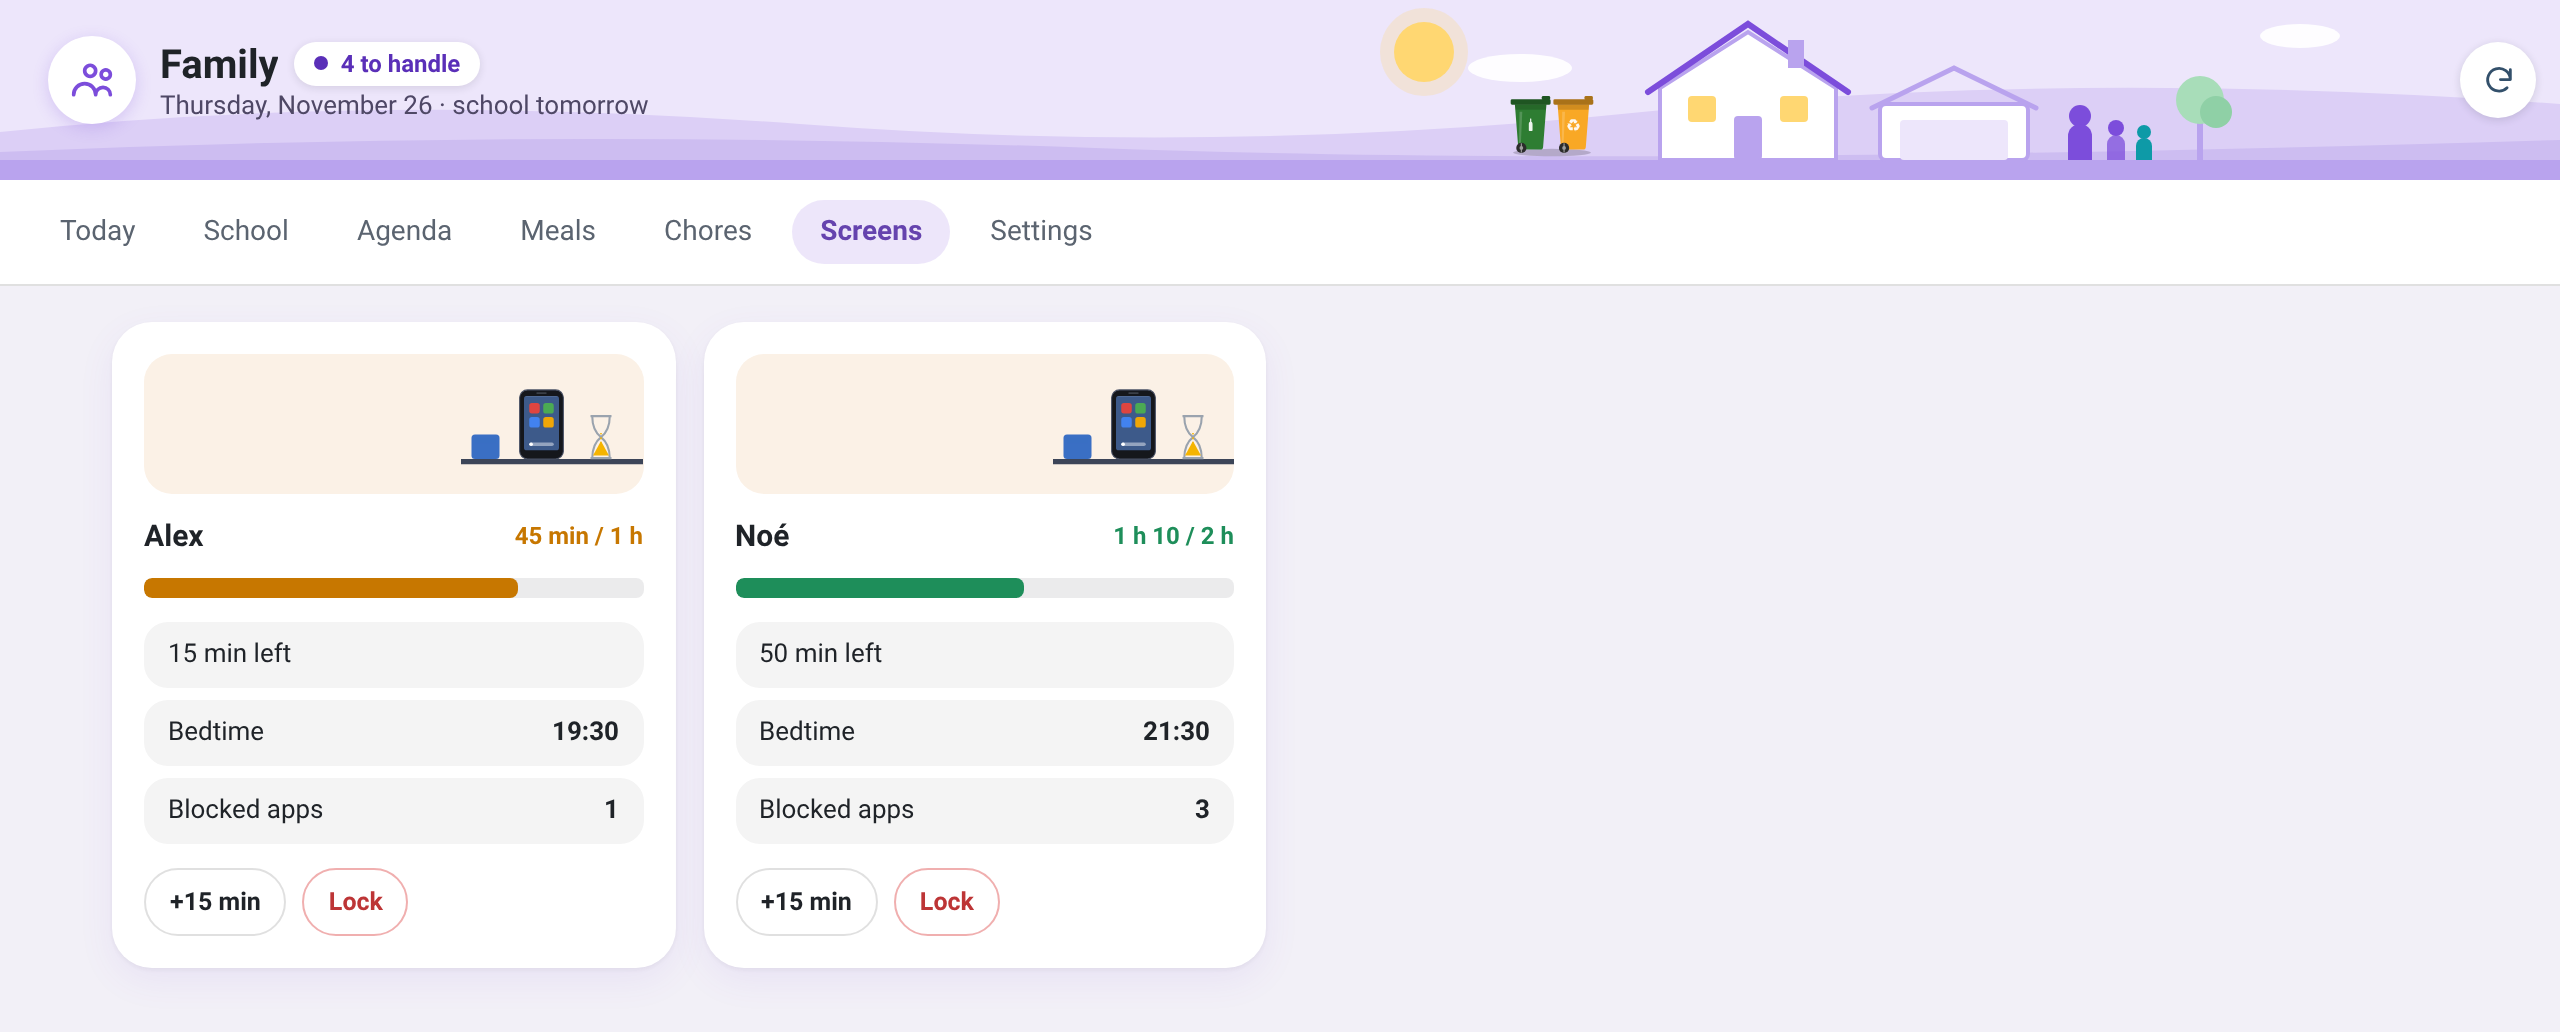 Family
4 to handle
Thursday, November 26 · school tomorrow
Today School Agenda Meals Chores Screens Settings
Alex 45 min / 1 h
15 min left
Bedtime 19:30
Blocked apps 1
+15 min Lock
Noé 1 h 10 / 2 h
50 min left
Bedtime 21:30
Blocked apps 3
+15 min Lock